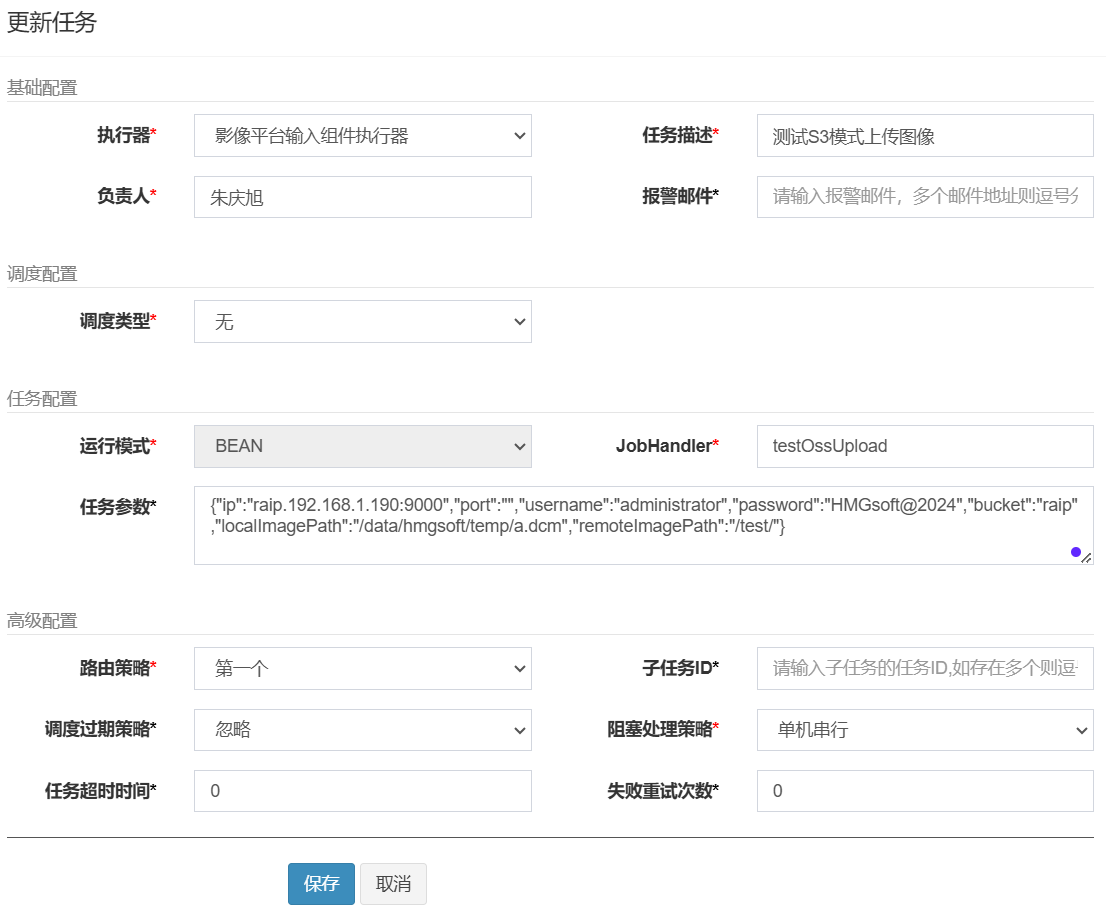 更新任务
基础配置
执行器* 影像平台输入组件执行器 任务描述* 测试S3模式上传图像
负责人* 朱庆旭 报警邮件* 请输入报警邮件，多个邮件地址则逗号分
调度配置
调度类型* 无
任务配置
运行模式* BEAN JobHandler* testOssUpload
任务参数* {"ip":"raip.192.168.1.190:9000","port":"","username":"administrator","password":"HMGsoft@2024","bucket":"raip"
,"localImagePath":"/data/hmgsoft/temp/a.dcm","remoteImagePath":"/test/"}
高级配置
路由策略* 第一个 子任务ID* 请输入子任务的任务ID,如存在多个则逗
调度过期策略* 忽略 阻塞处理策略* 单机串行
任务超时时间* 0 失败重试次数* 0
保存 取消